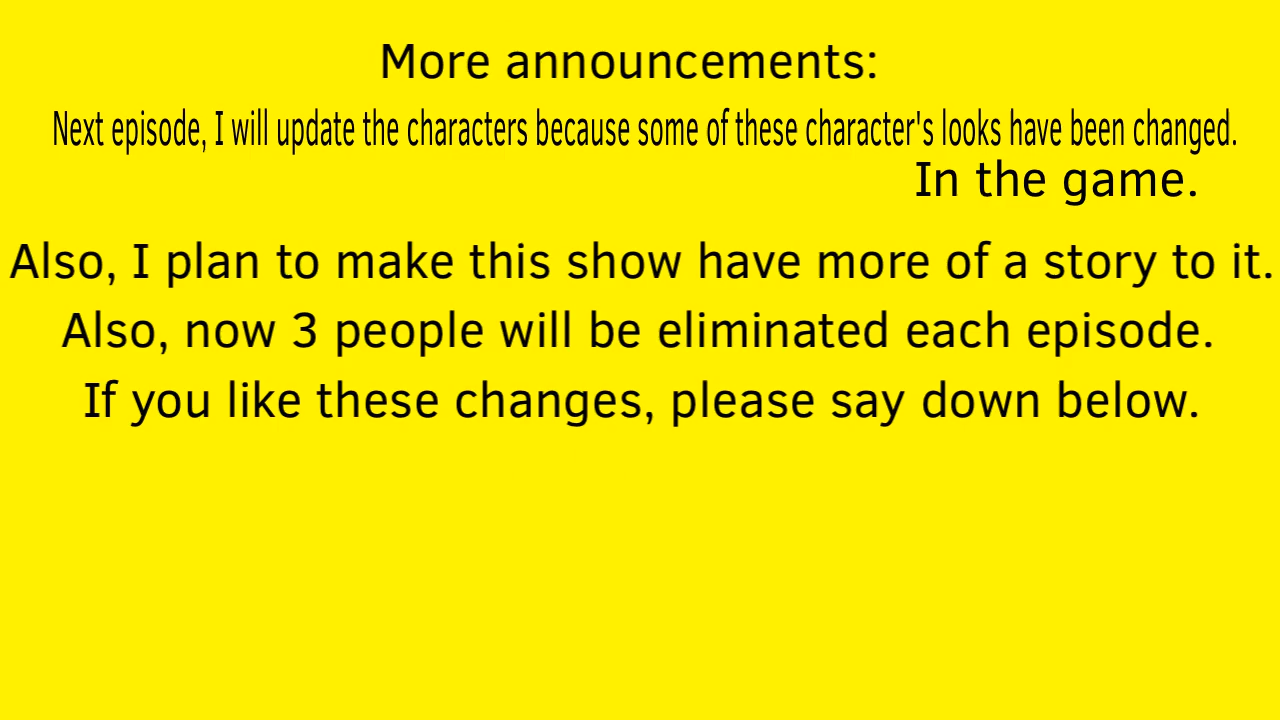 More announcements:
Next episode, I will update the characters because some of these character's looks have been changed.
In the game.
Also, I plan to make this show have more of a story to it.
Also, now 3 people will be eliminated each episode.
If you like these changes, please say down below.